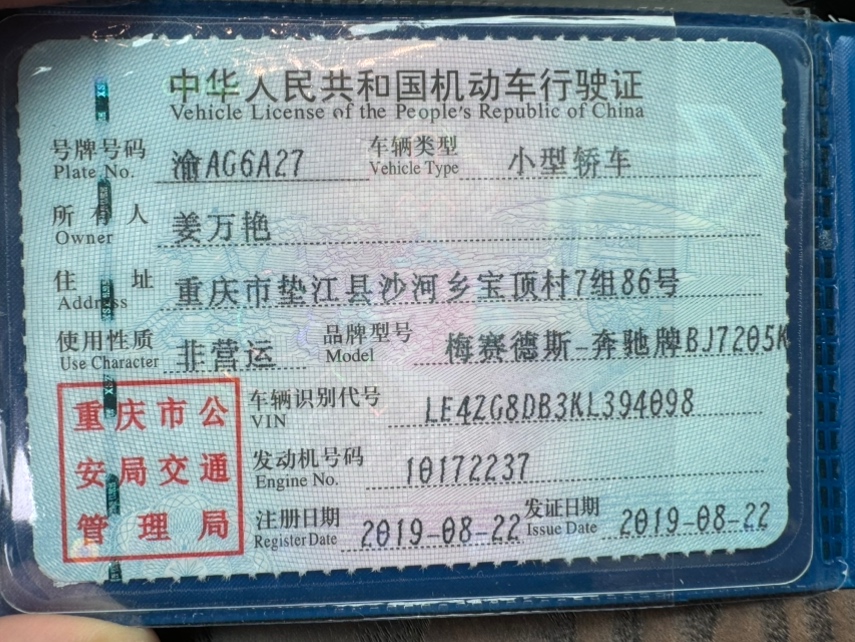 中华人民共和国机动车行驶证
Vehicle License of the People's Republic of China
号牌号码 渝AG6A27 车辆类型 小型轿车
Plate No. Vehicle Type
所有人 姜万艳
Owner
住址 重庆市垫江县沙河乡宝顶村7组86号
Address
使用性质 非营运 品牌型号 梅赛德斯-奔驰牌BJ7205K
Use Character Model
车辆识别代号 LE4ZG8DB3KL394098
VIN
发动机号码 10172237
Engine No.
注册日期 2019-08-22 发证日期 2019-08-22
Register Date Issue Date
重庆市公
安局交通
管理局